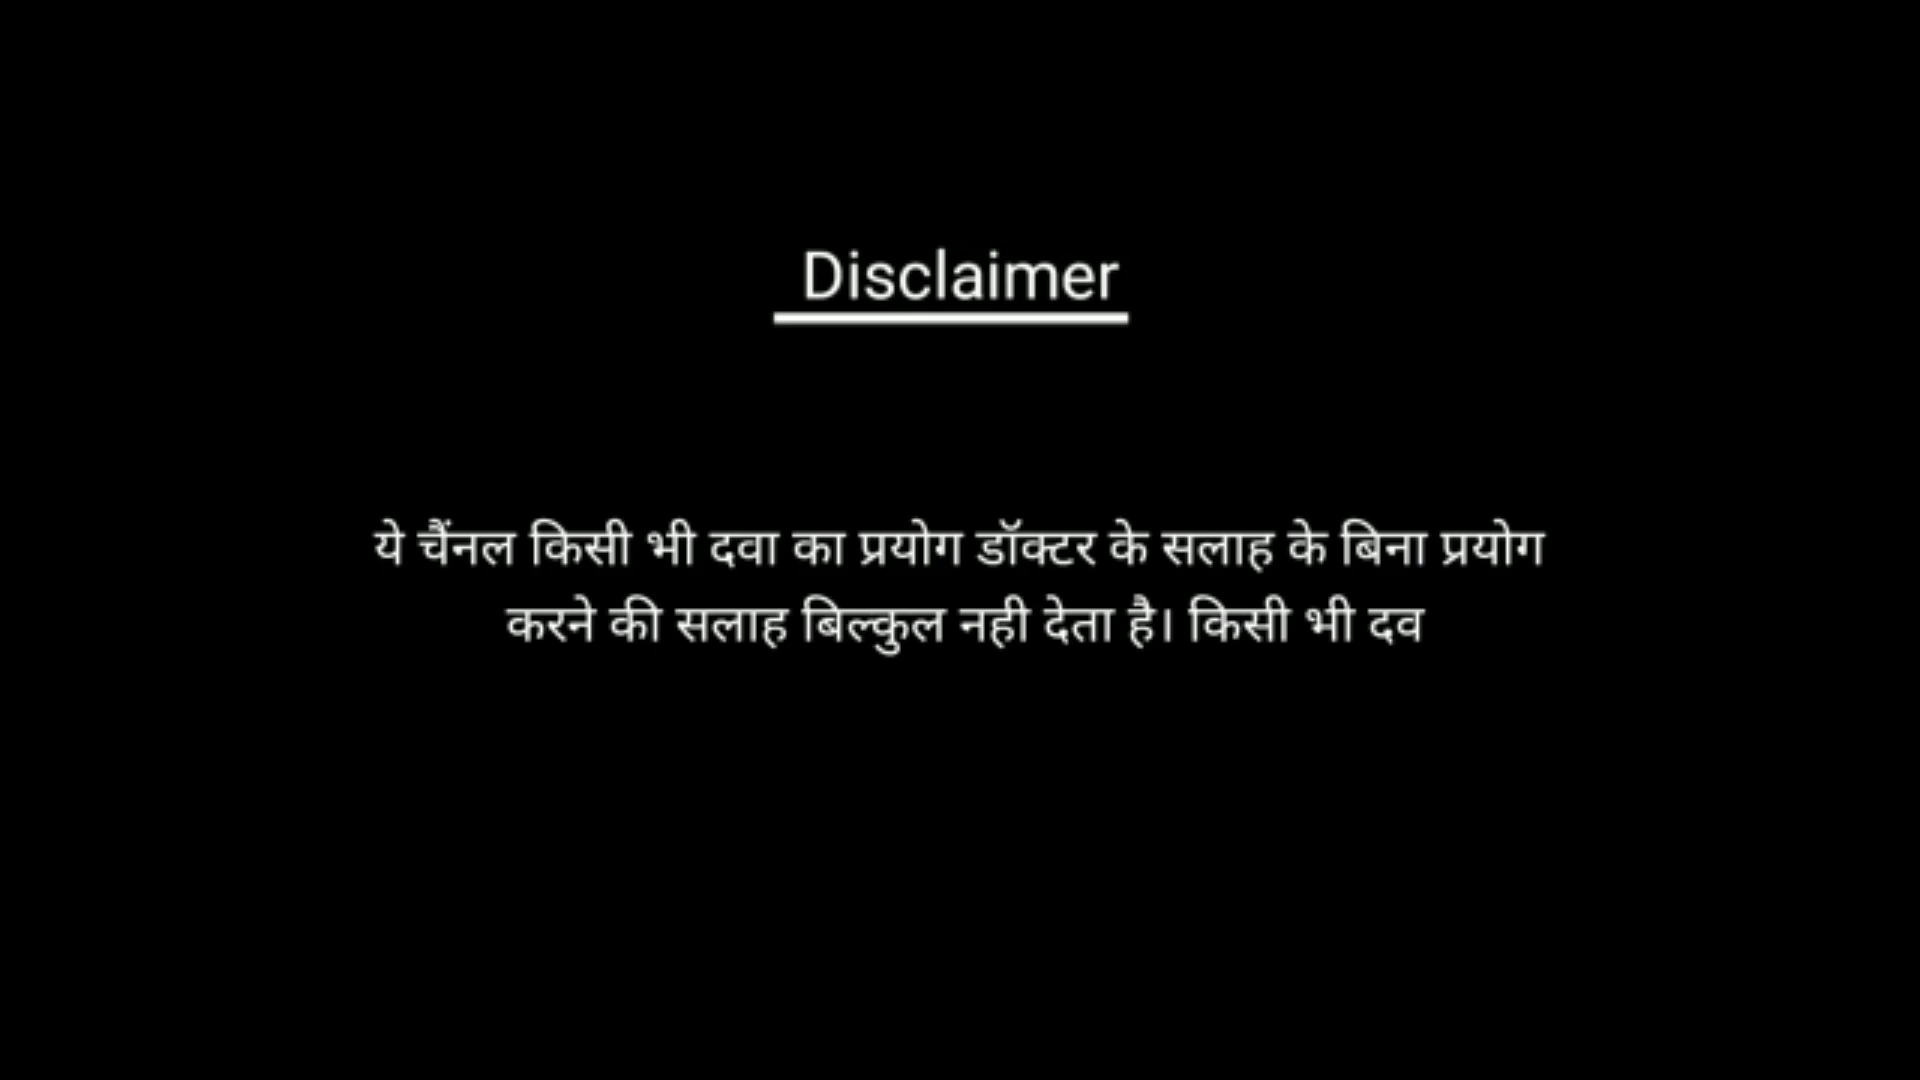 Disclaimer
ये चैंनल किसी भी दवा का प्रयोग डॉक्टर के सलाह के बिना प्रयोग
करने की सलाह बिल्कुल नही देता है। किसी भी दव